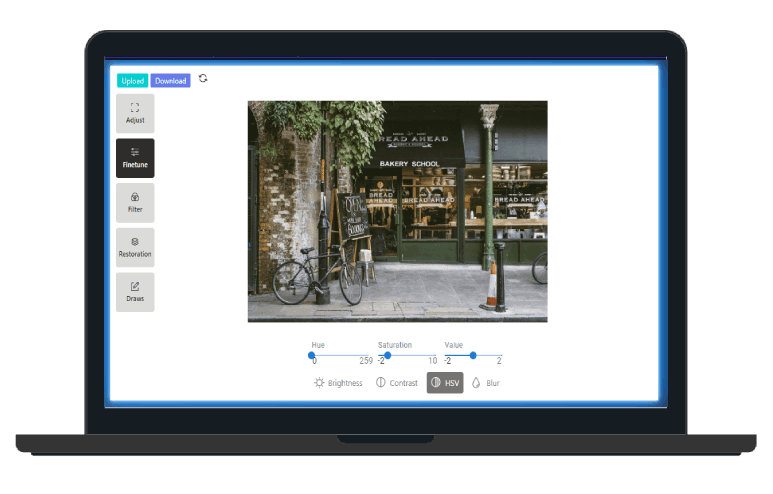 Upload Download
Adjust
Finetune
Filter
Restoration
Draws
BREAD AHEAD
BAKERY SCHOOL
BREAD AHEAD
BREAD AHEAD
BREAD AHEAD
OPEN
Hue Saturation Value
0 259 -2 10 -2 2
Brightness Contrast HSV Blur